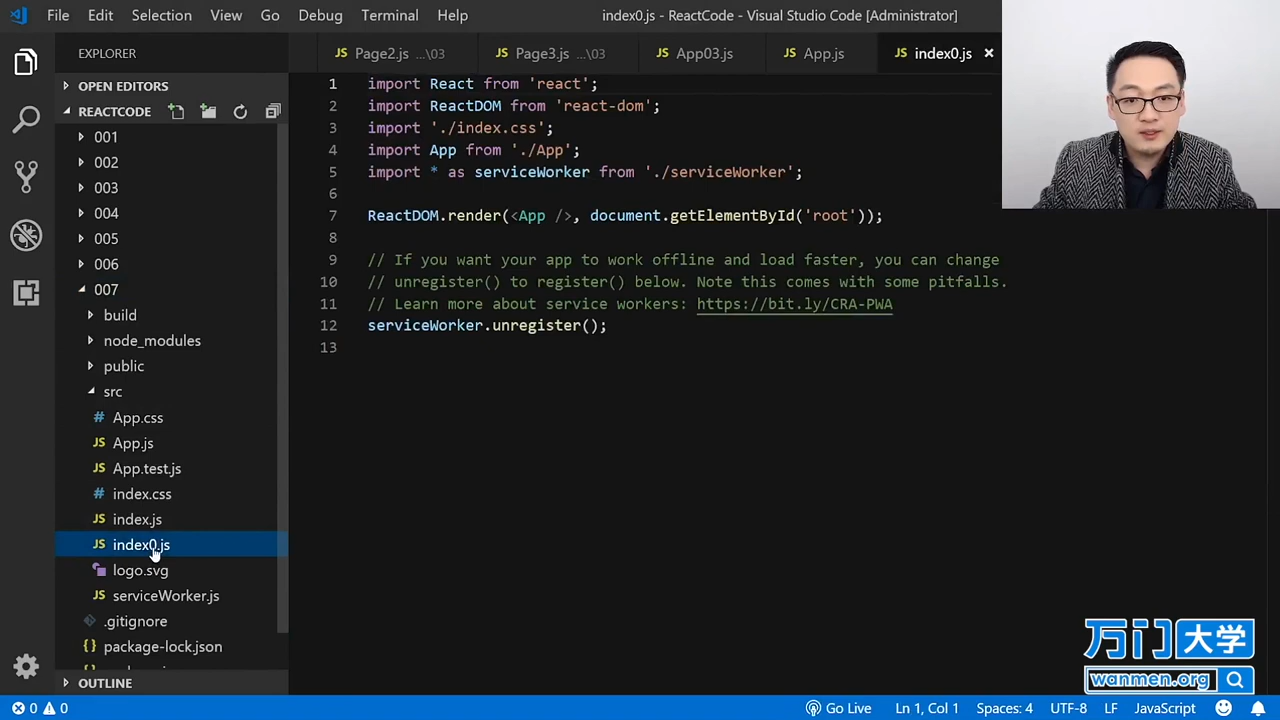 File Edit Selection View Go Debug Terminal Help index0.js - ReactCode - Visual Studio Code [Administrator]
EXPLORER
OPEN EDITORS
REACTCODE
001
002
003
004
005
006
007
build
node_modules
public
src
# App.css
JS App.js
JS App.test.js
# index.css
JS index.js
JS index0.js
logo.svg
JS serviceWorker.js
.gitignore
{} package-lock.json
OUTLINE
JS Page2.js ...\03 JS Page3.js ...\03 JS App03.js JS App.js JS index0.js
1 import React from 'react';
2 import ReactDOM from 'react-dom';
3 import './index.css';
4 import App from './App';
5 import * as serviceWorker from './serviceWorker';
6
7 ReactDOM.render(<App />, document.getElementById('root'));
8
9 // If you want your app to work offline and load faster, you can change
10 // unregister() to register() below. Note this comes with some pitfalls.
11 // Learn more about service workers: https://bit.ly/CRA-PWA
12 serviceWorker.unregister();
13
万门大学
wanmen.org
0 0 Go Live Ln 1, Col 1 Spaces: 4 UTF-8 LF JavaScript